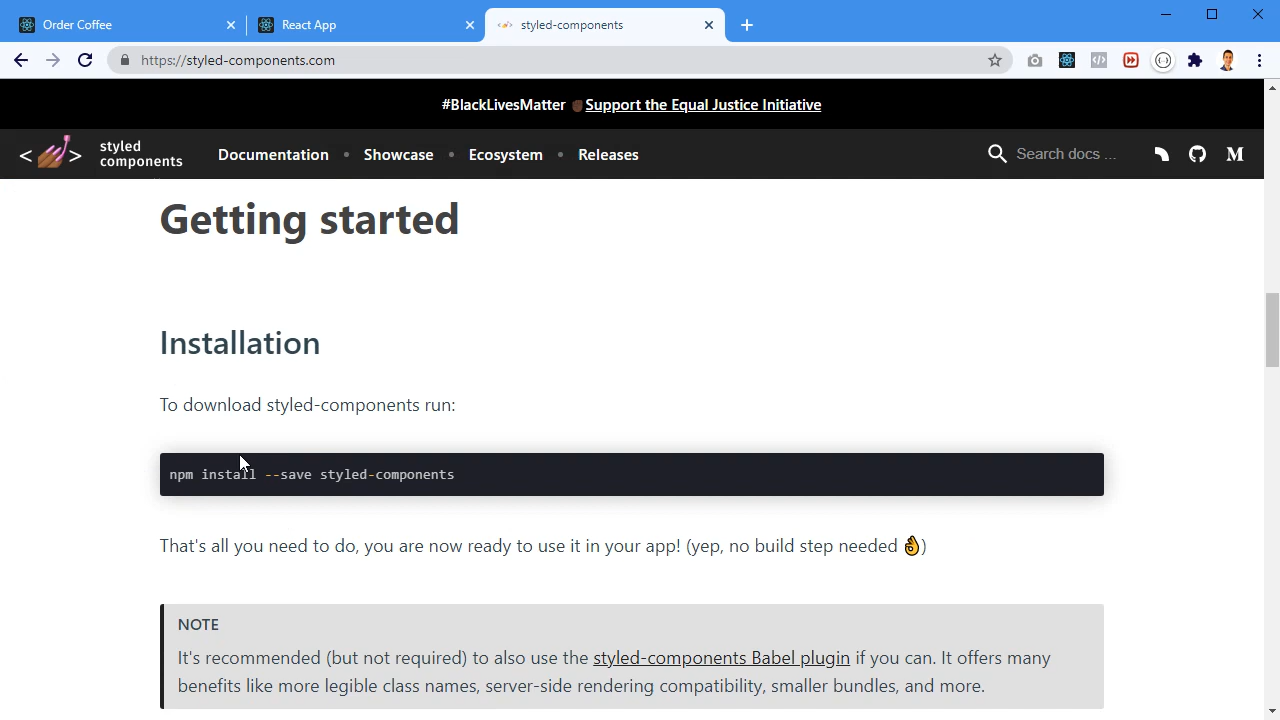 Order Coffee
React App
styled-components
https://styled-components.com
#BlackLivesMatter Support the Equal Justice Initiative
styled components
Documentation • Showcase • Ecosystem • Releases
Search docs ...
Getting started
Installation
To download styled-components run:
npm install --save styled-components
That's all you need to do, you are now ready to use it in your app! (yep, no build step needed 👌)
NOTE
It's recommended (but not required) to also use the styled-components Babel plugin if you can. It offers many
benefits like more legible class names, server-side rendering compatibility, smaller bundles, and more.